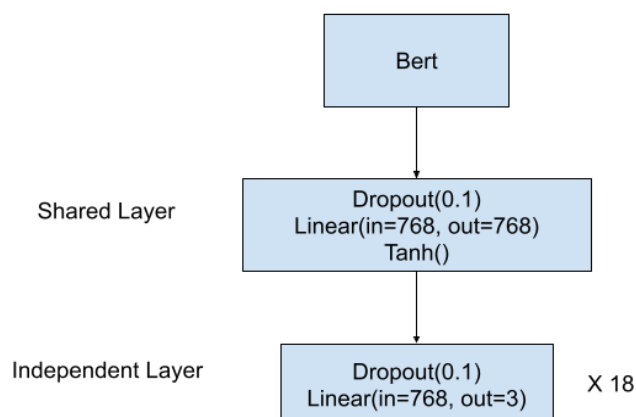 Bert
Shared Layer
Dropout(0.1)
Linear(in=768, out=768)
Tanh()
Independent Layer
Dropout(0.1)
Linear(in=768, out=3)
X 18